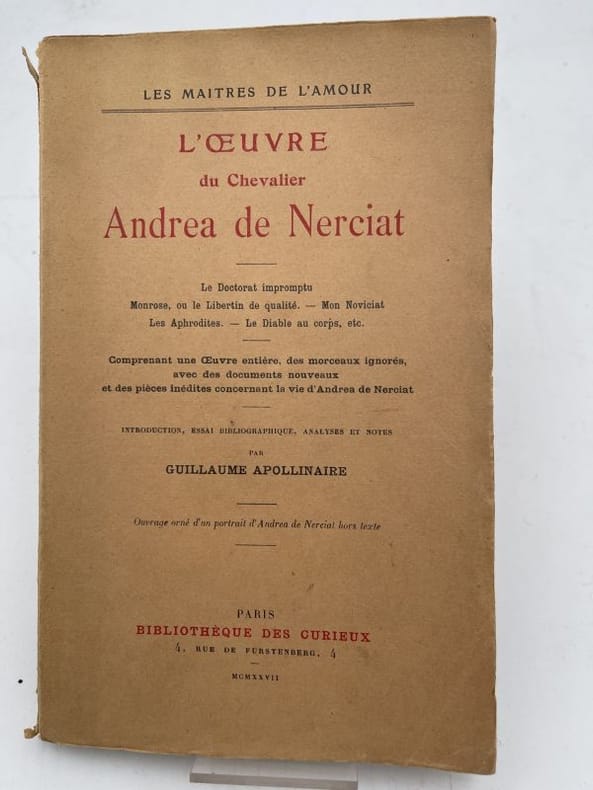 LES MAITRES DE L'AMOUR
L'ŒUVRE
du Chevalier
Andrea de Nerciat
Le Doctorat impromptu
Monrose, ou le Libertin de qualité. — Mon Noviciat
Les Aphrodites. — Le Diable au corps, etc.
Comprenant une Œuvre entière, des morceaux ignorés,
avec des documents nouveaux
et des pièces inédites concernant la vie d'Andrea de Nerciat
INTRODUCTION, ESSAI BIBLIOGRAPHIQUE, ANALYSES ET NOTES
PAR
GUILLAUME APOLLINAIRE
Ouvrage orné d'un portrait d'Andrea de Nerciat hors texte
PARIS
BIBLIOTHÈQUE DES CURIEUX
4, RUE DE FURSTENBERG, 4
MCMXXVII